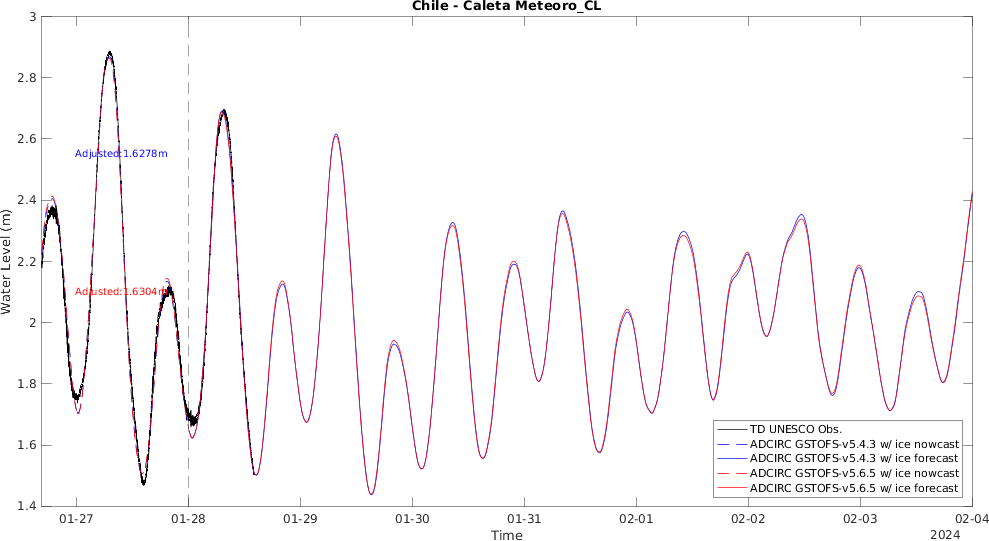 Chile - Caleta Meteoro_CL
3
2.8
2.6
2.4
2.2
2
1.8
1.6
1.4
Water Level (m)
Adjusted:1.6278m
Adjusted:1.6304m
TD UNESCO Obs.
ADCIRC GSTOFS-v5.4.3 w/ ice nowcast
ADCIRC GSTOFS-v5.4.3 w/ ice forecast
ADCIRC GSTOFS-v5.6.5 w/ ice nowcast
ADCIRC GSTOFS-v5.6.5 w/ ice forecast
01-27 01-28 01-29 01-30 01-31 02-01 02-02 02-03 02-04
Time
2024